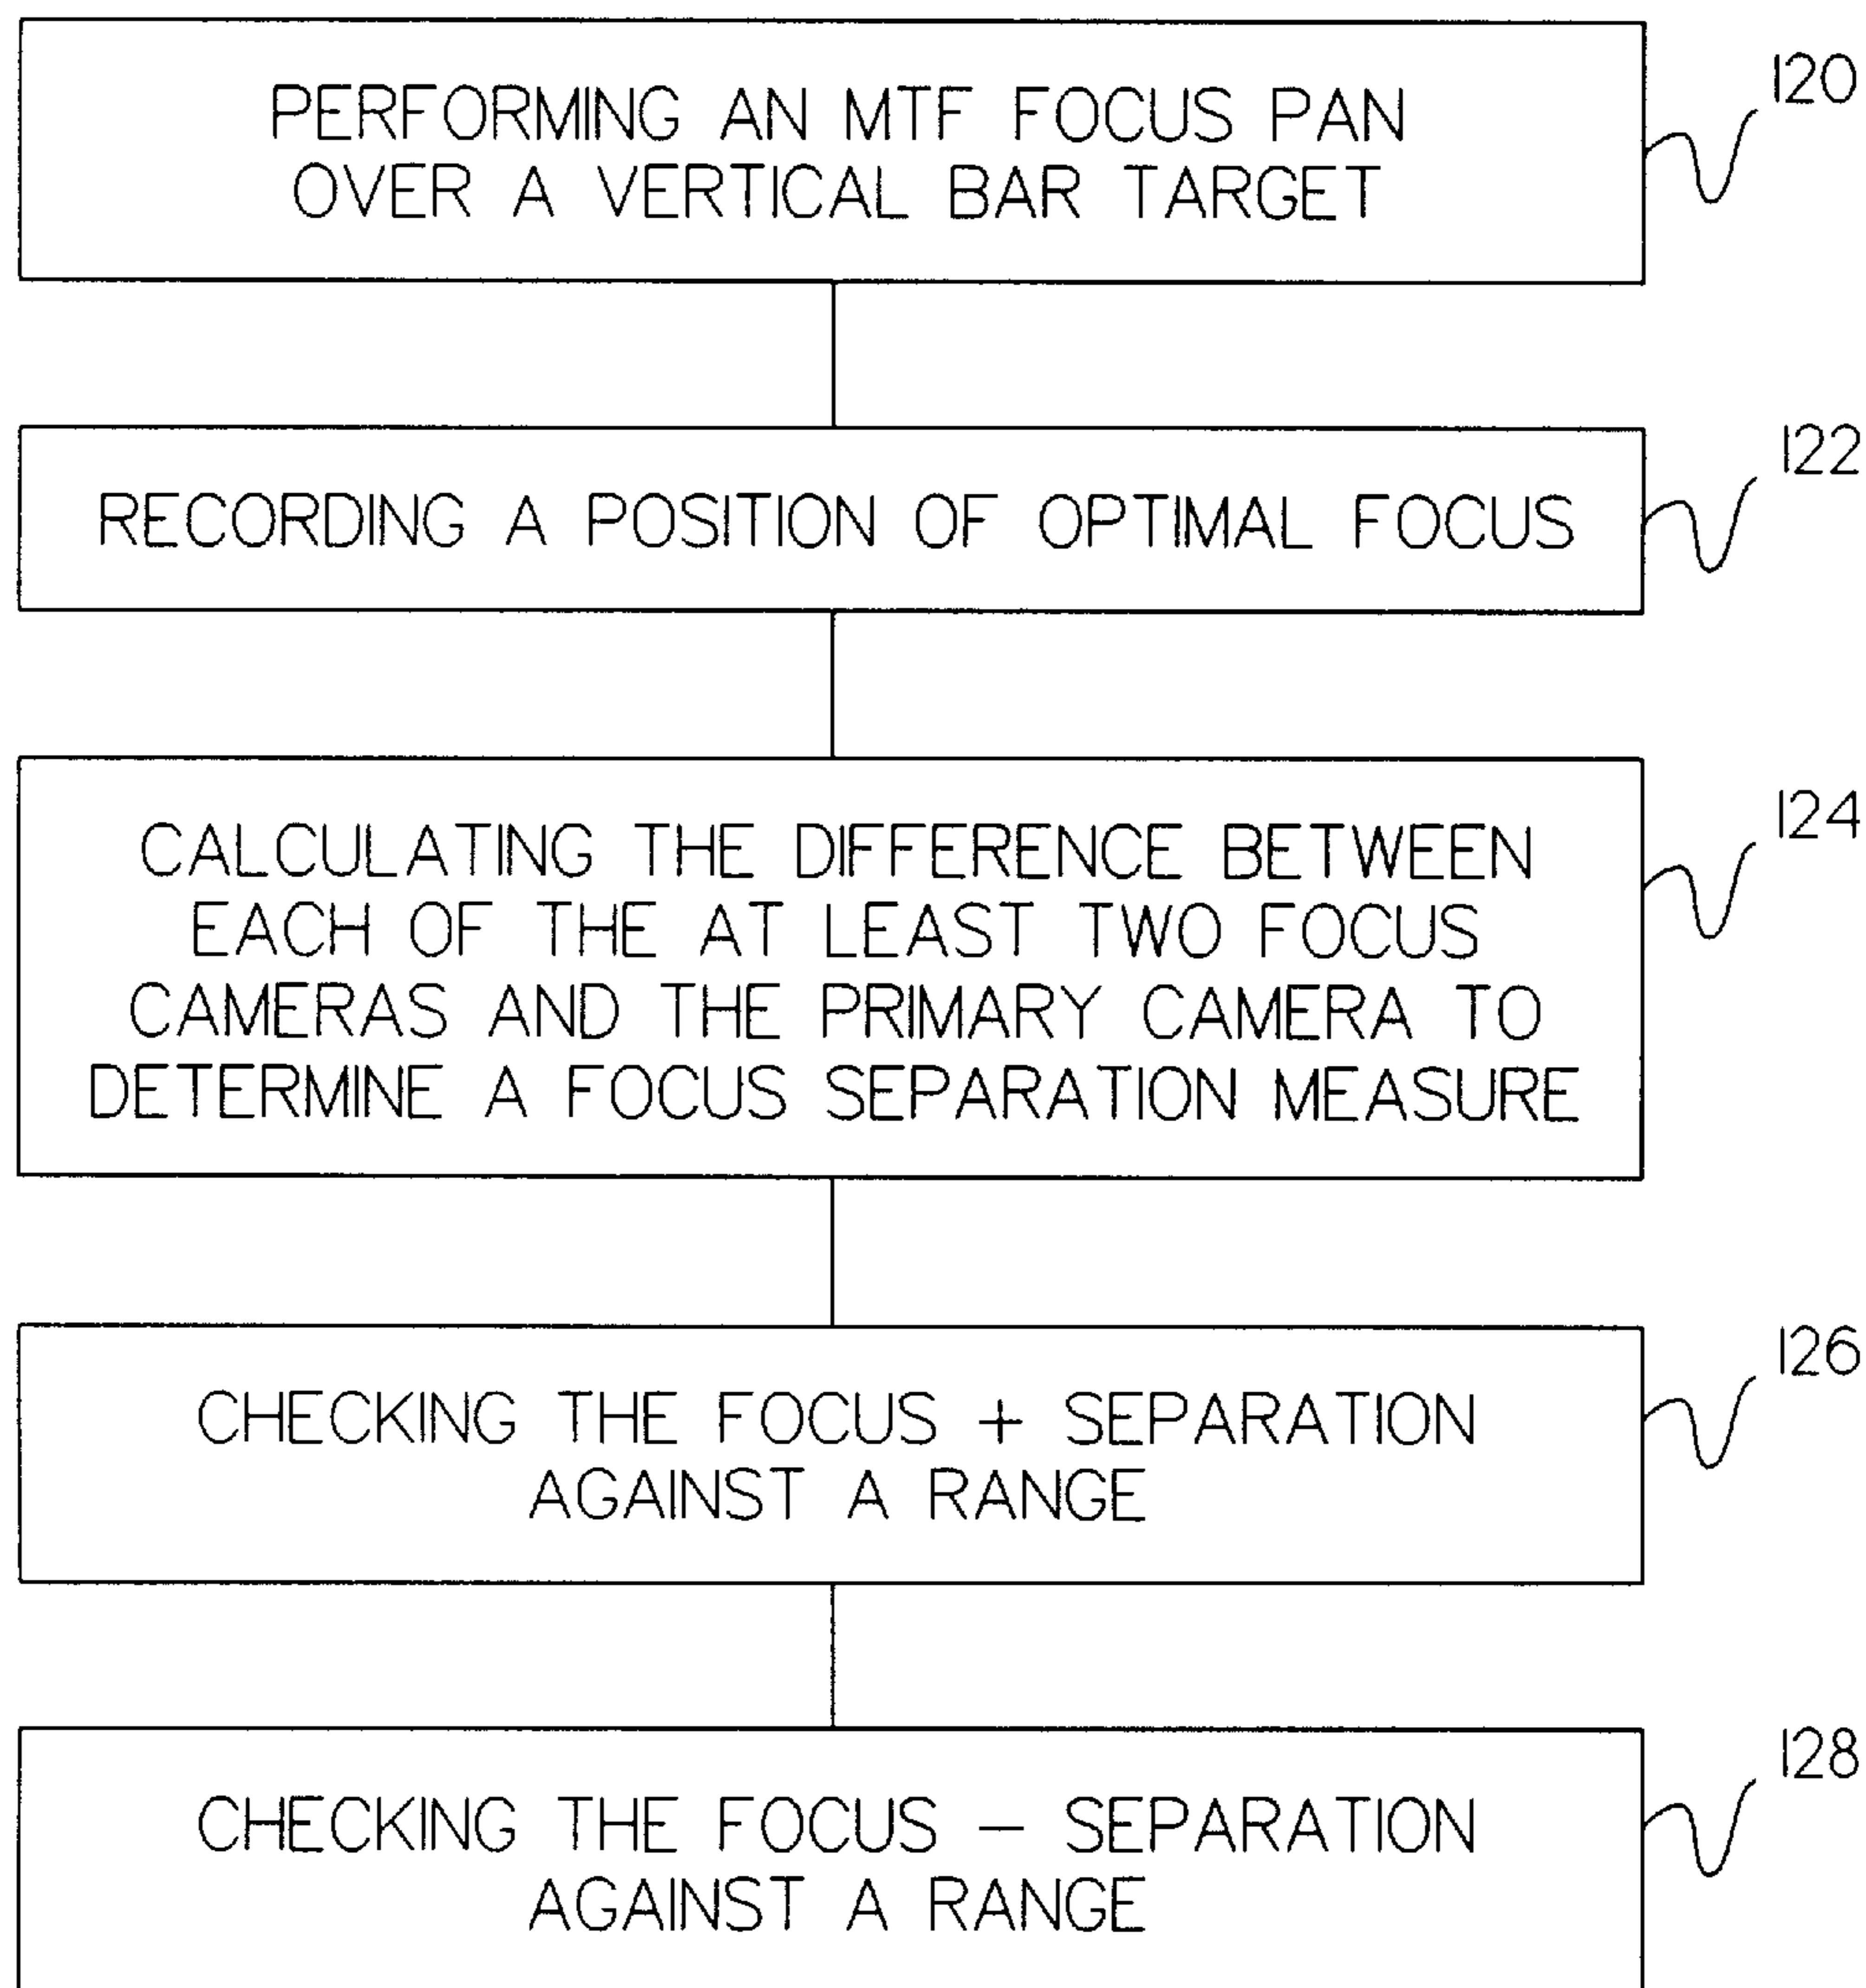 PERFORMING AN MTF FOCUS PAN
OVER A VERTICAL BAR TARGET
120
RECORDING A POSITION OF OPTIMAL FOCUS
122
CALCULATING THE DIFFERENCE BETWEEN
EACH OF THE AT LEAST TWO FOCUS
CAMERAS AND THE PRIMARY CAMERA TO
DETERMINE A FOCUS SEPARATION MEASURE
124
CHECKING THE FOCUS + SEPARATION
AGAINST A RANGE
126
CHECKING THE FOCUS − SEPARATION
AGAINST A RANGE
128